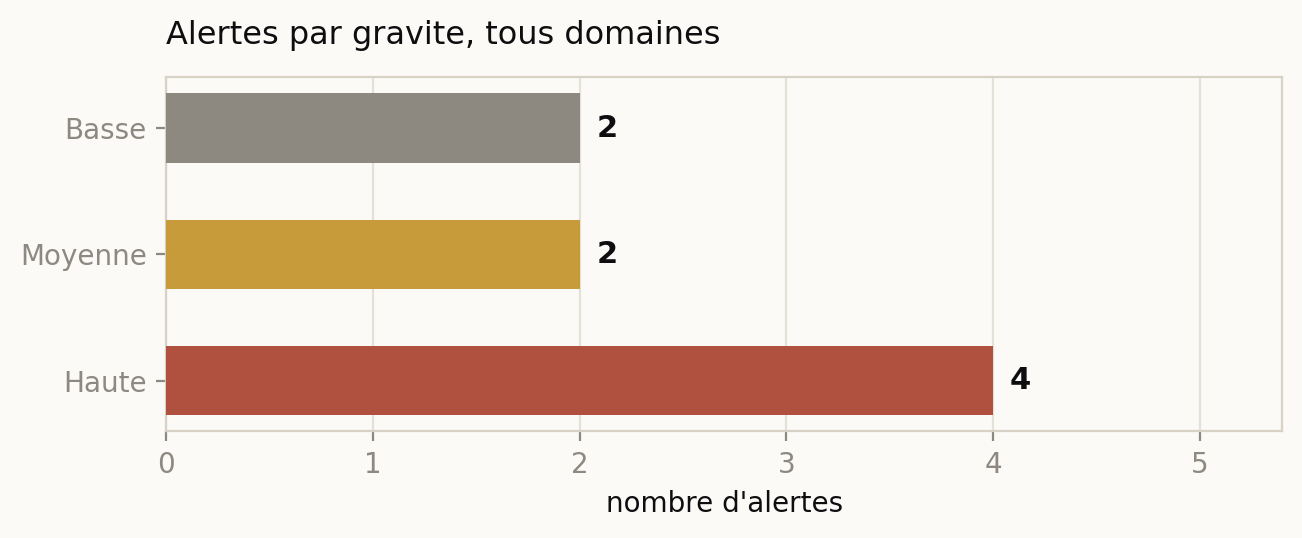 Alertes par gravite, tous domaines
Basse 2
Moyenne 2
Haute 4
0 1 2 3 4 5
nombre d'alertes